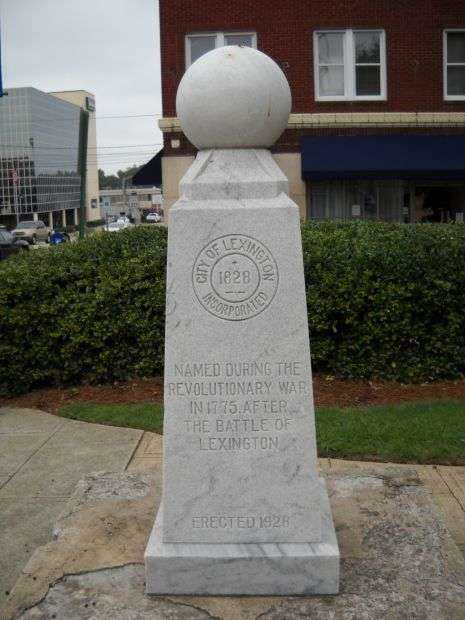 CITY OF LEXINGTON
1828
INCORPORATED
NAMED DURING THE
REVOLUTIONARY WAR
IN 1775, AFTER
THE BATTLE OF
LEXINGTON
ERECTED 1928